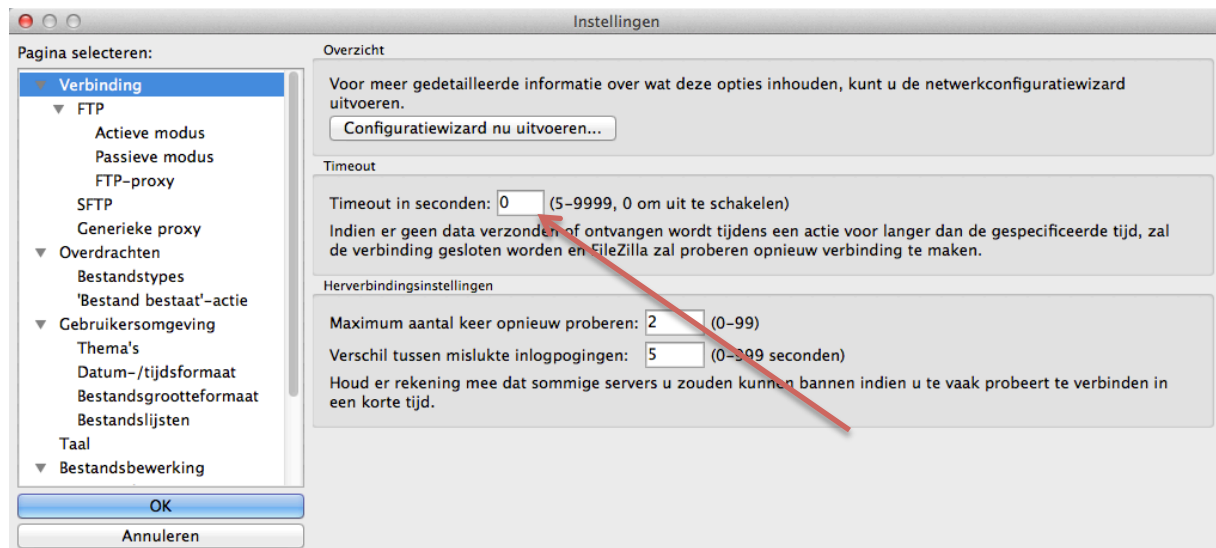 Instellingen
Pagina selecteren:
Verbinding
FTP
Actieve modus
Passieve modus
FTP-proxy
SFTP
Generieke proxy
Overdrachten
Bestandstypes
'Bestand bestaat'-actie
Gebruikersomgeving
Thema's
Datum-/tijdsformaat
Bestandsgrootteformaat
Bestandslijsten
Taal
Bestandsbewerking
OK
Annuleren
Overzicht
Voor meer gedetailleerde informatie over wat deze opties inhouden, kunt u de netwerkconfiguratiewizard
uitvoeren.
Configuratiewizard nu uitvoeren...
Timeout
Timeout in seconden: 0 (5-9999, 0 om uit te schakelen)
Indien er geen data verzonden of ontvangen wordt tijdens een actie voor langer dan de gespecificeerde tijd, zal
de verbinding gesloten worden en FileZilla zal proberen opnieuw verbinding te maken.
Herverbindingsinstellingen
Maximum aantal keer opnieuw proberen: 2 (0-99)
Verschil tussen mislukte inlogpogingen: 5 (0-999 seconden)
Houd er rekening mee dat sommige servers u zouden kunnen bannen indien u te vaak probeert te verbinden in
een korte tijd.